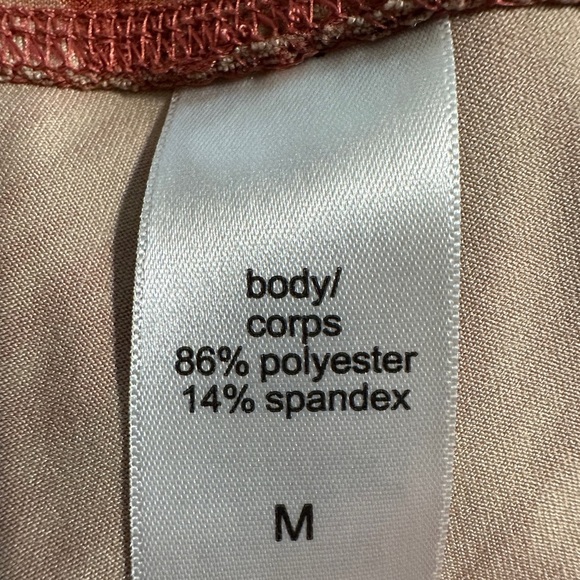 body/
corps
86% polyester
14% spandex
M